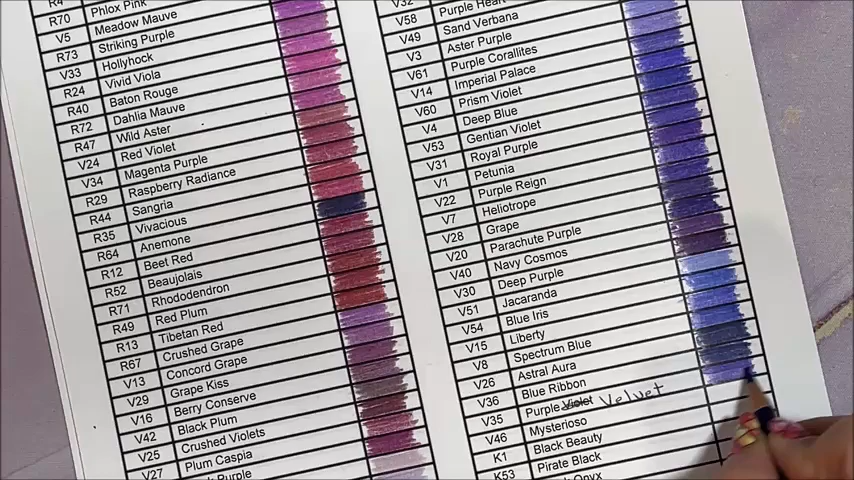 R4
R70 Phlox Pink
V5 Meadow Mauve
R73 Striking Purple
V33 Hollyhock
R24 Vivid Viola
R40 Baton Rouge
R72 Dahlia Mauve
R47 Wild Aster
V24 Red Violet
V34 Magenta Purple
R29 Raspberry Radiance
R44 Sangria
R35 Vivacious
R64 Anemone
R12 Beet Red
R52 Beaujolais
R71 Rhododendron
R49 Red Plum
R13 Tibetan Red
R67 Crushed Grape
V13 Concord Grape
V29 Grape Kiss
V16 Berry Conserve
V42 Black Plum
V25 Crushed Violets
V27 Plum Caspia
Purple
V32 Purple Heart
V58 Sand Verbana
V49 Aster Purple
V3 Purple Corallites
V61 Imperial Palace
V14 Prism Violet
V60 Deep Blue
V4 Gentian Violet
V53 Royal Purple
V31 Petunia
V1 Purple Reign
V22 Heliotrope
V7 Grape
V28 Parachute Purple
V20 Navy Cosmos
V40 Deep Purple
V30 Jacaranda
V51 Blue Iris
V54 Liberty
V15 Spectrum Blue
V8 Astral Aura
V26 Blue Ribbon
V36 Purple Violet Velvet
V35 Mysterioso
V46 Black Beauty
K1 Pirate Black
K53 Onyx